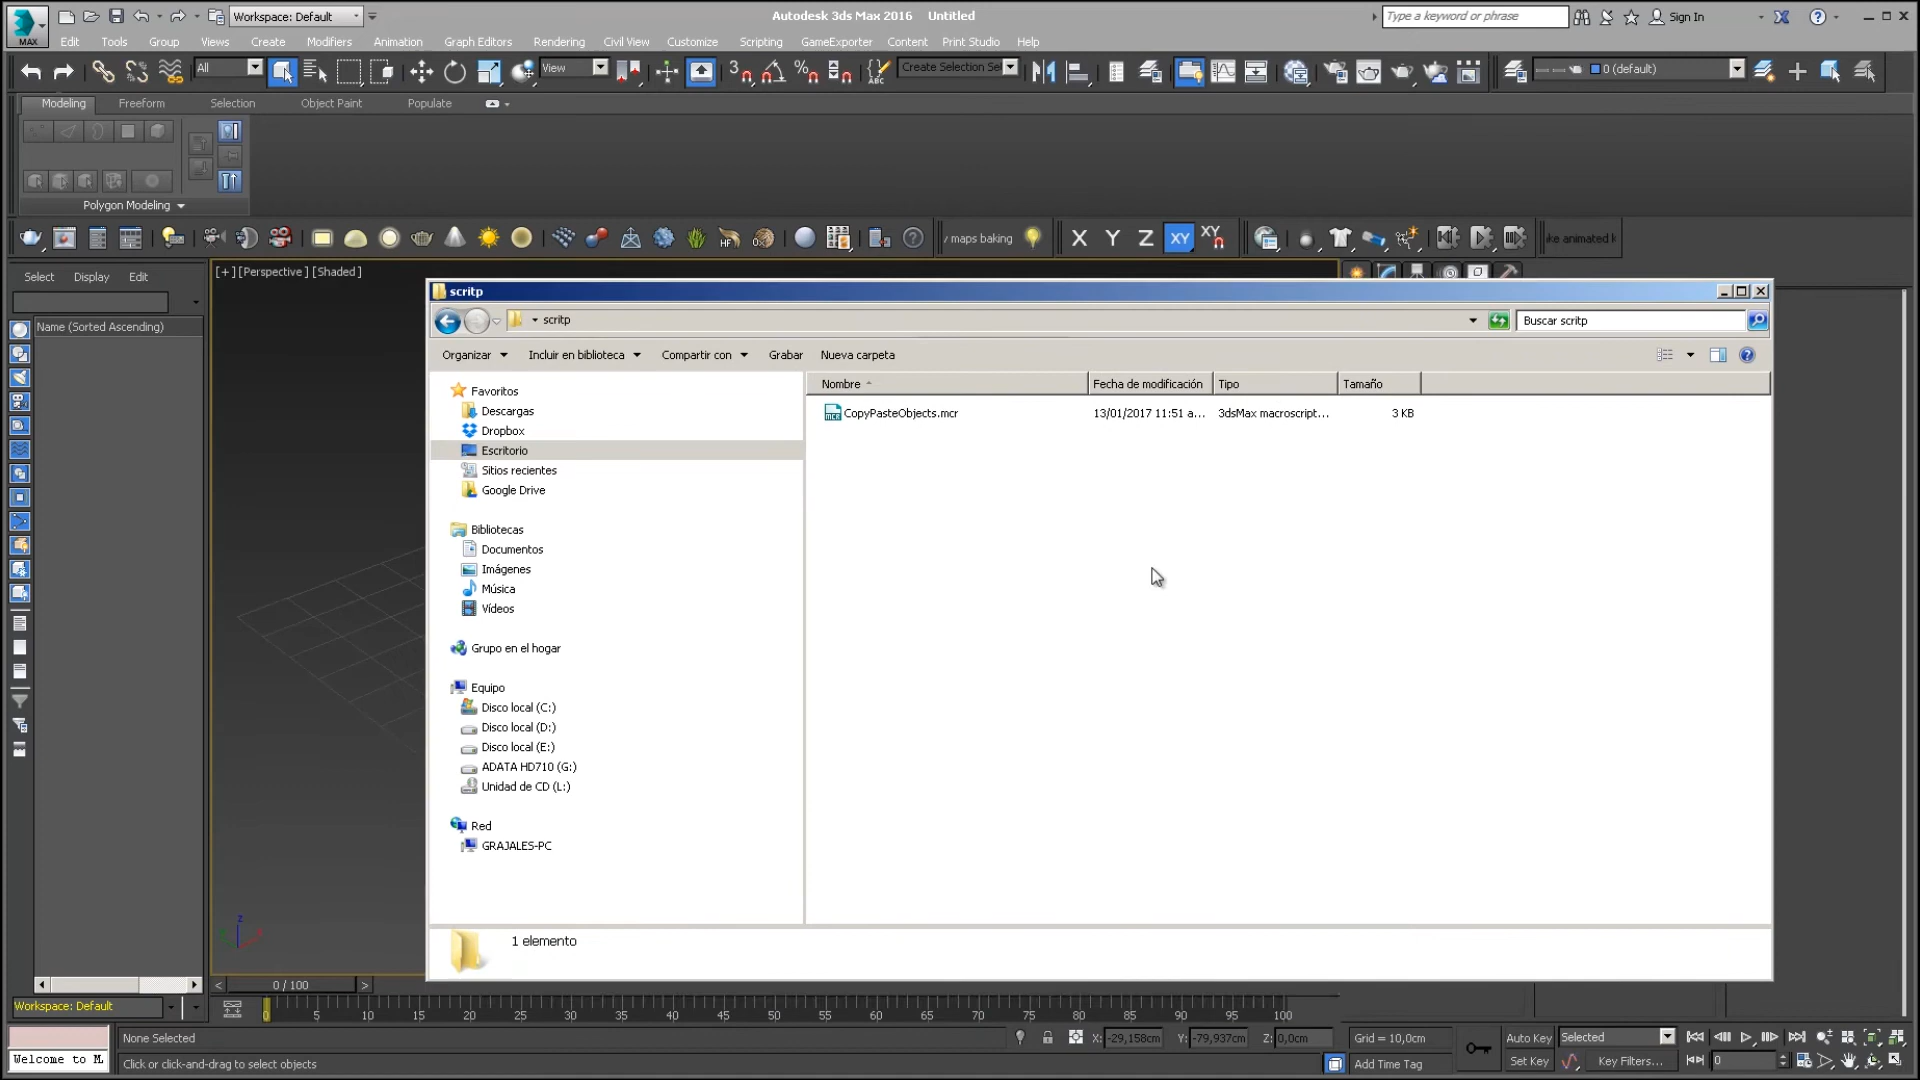 Workspace: Default
Autodesk 3ds Max 2016 Untitled
Type a keyword or phrase
Sign In
MAX
Edit Tools Group Views Create Modifiers Animation Graph Editors Rendering Civil View Customize Scripting GameExporter Content Print Studio Help
All
View
Create Selection Set
0 (default)
Modeling Freeform Selection Object Paint Populate
Polygon Modeling
maps baking
X Y Z XY XY
ke animated k
Select Display Edit
[+] [Perspective ] [Shaded ]
Name (Sorted Ascending)
scritp
scritp
Buscar scritp
Organizar Incluir en biblioteca Compartir con Grabar Nueva carpeta
Nombre Fecha de modificación Tipo Tamaño
CopyPasteObjects.mcr 13/01/2017 11:51 a... 3dsMax macroscript... 3 KB
Favoritos
Descargas
Dropbox
Escritorio
Sitios recientes
Google Drive
Bibliotecas
Documentos
Imágenes
Música
Vídeos
Grupo en el hogar
Equipo
Disco local (C:)
Disco local (D:)
Disco local (E:)
ADATA HD710 (G:)
Unidad de CD (L:)
Red
GRAJALES-PC
1 elemento
z
< 0 / 100 >
Workspace: Default
0 5 10 15 20 25 30 35 40 45 50 55 60 65 70 75 80 85 90 95 100
None Selected
X: -29,158cm Y: -79,937cm Z: 0,0cm
Grid = 10,0cm
Auto Key Selected
Welcome to M
Click or click-and-drag to select objects
Add Time Tag
Set Key Key Filters...
0